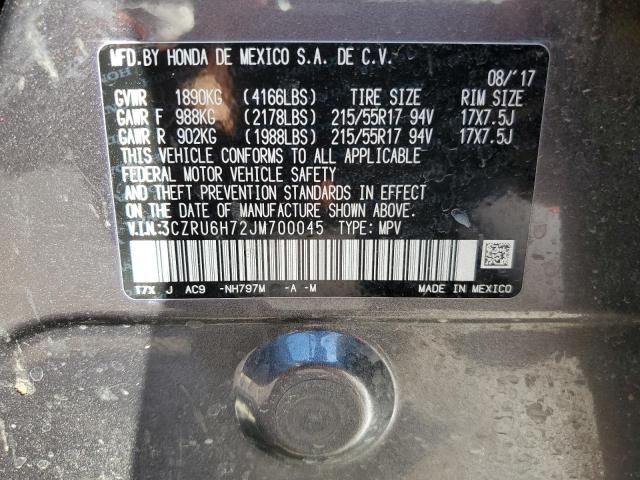 MFD.BY HONDA DE MEXICO S.A. DE C.V.
08/'17
GVWR 1890KG (4166LBS) TIRE SIZE RIM SIZE
GAWR F 988KG (2178LBS) 215/55R17 94V 17X7.5J
GAWR R 902KG (1988LBS) 215/55R17 94V 17X7.5J
THIS VEHICLE CONFORMS TO ALL APPLICABLE
FEDERAL MOTOR VEHICLE SAFETY
AND THEFT PREVENTION STANDARDS IN EFFECT
ON THE DATE OF MANUFACTURE SHOWN ABOVE.
V.I.N:3CZRU6H72JM700045 TYPE: MPV
T7X J AC9 -NH797M -A -M MADE IN MEXICO